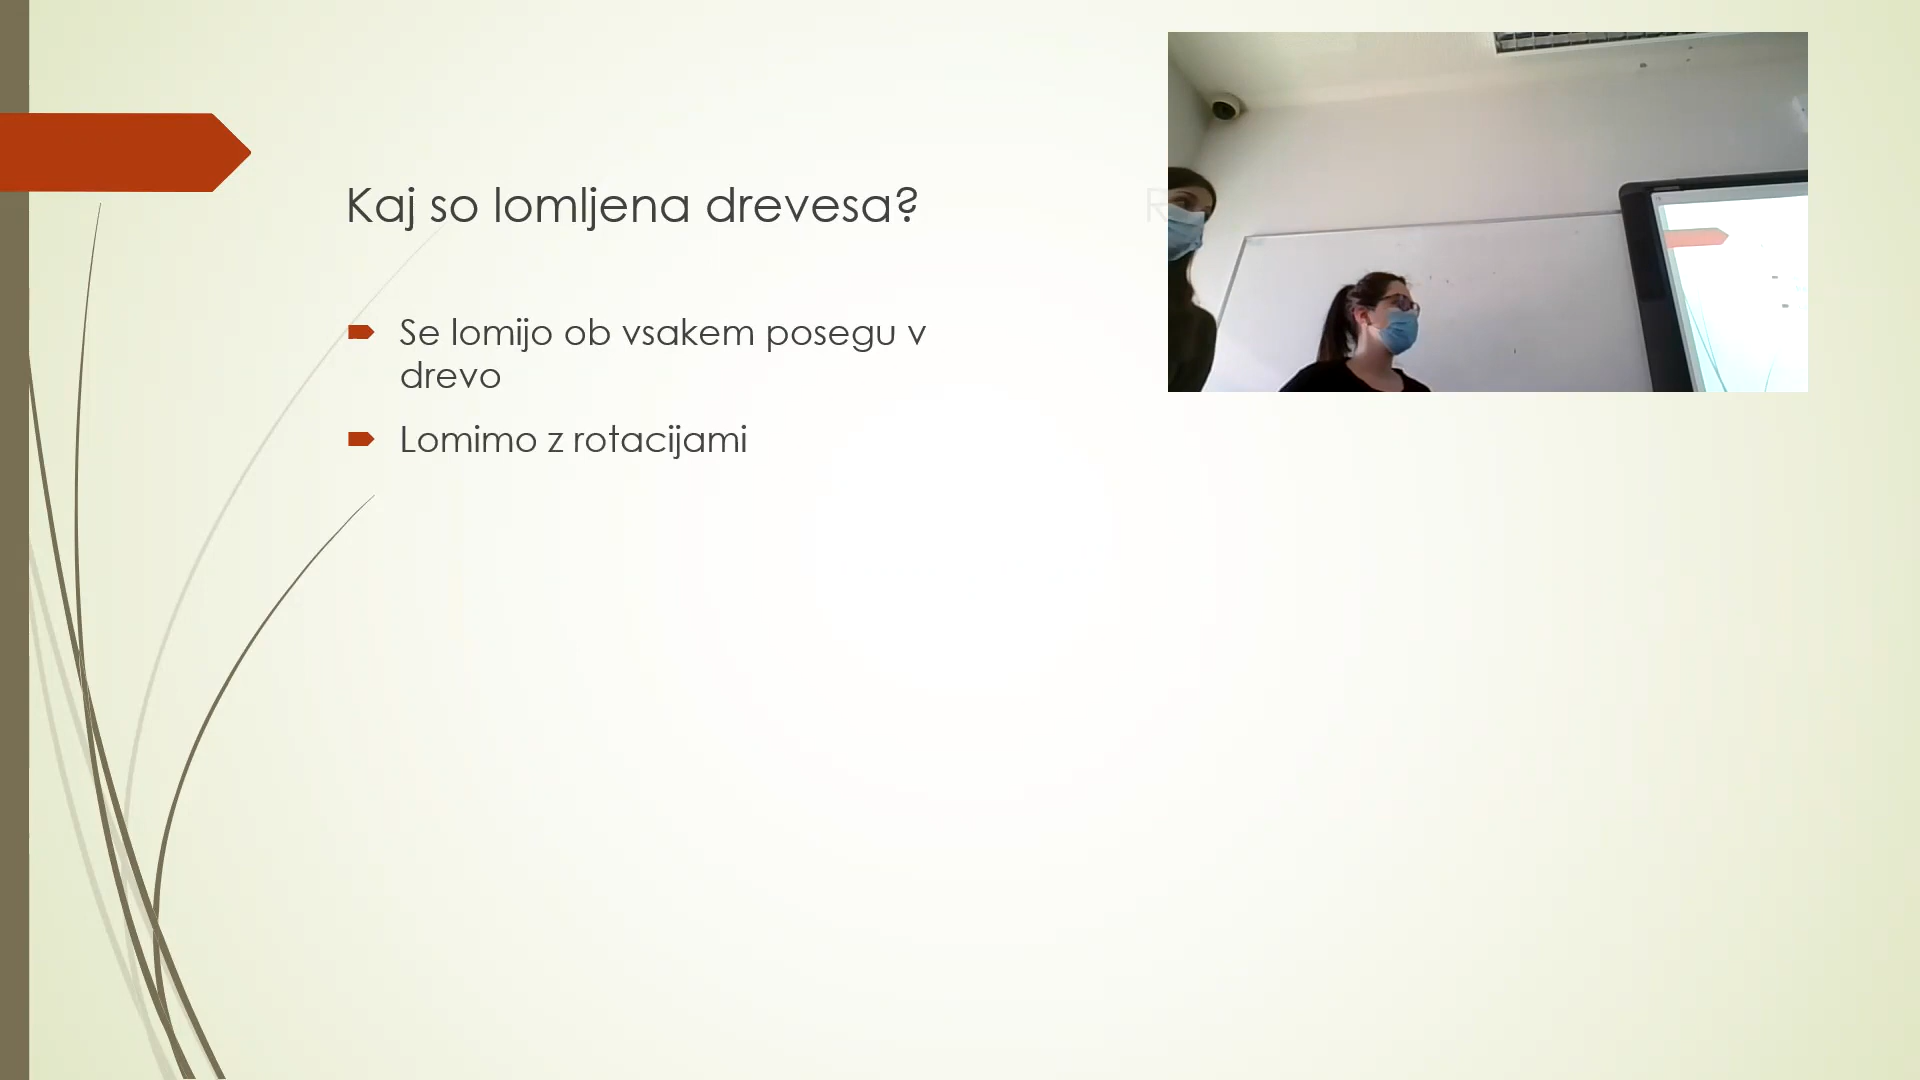 Kaj so lomljena drevesa?
Se lomijo ob vsakem posegu v
drevo
Lomimo z rotacijami